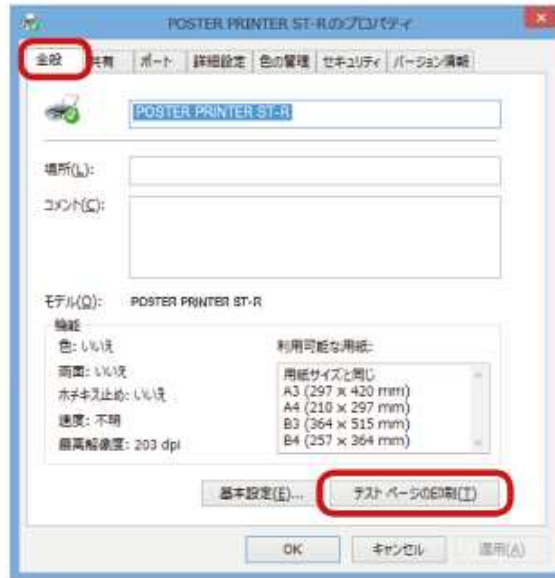 POSTER PRINTER ST-Rのプロパティ
全般 共有 ポート 詳細設定 色の管理 セキュリティ バージョン情報
POSTER PRINTER ST-R
場所(L):
コメント(C):
モデル(O): POSTER PRINTER ST-R
機能
色: いいえ
両面: いいえ
ホチキス止め: いいえ
速度: 不明
最高解像度: 203 dpi
利用可能な用紙:
用紙サイズと同じ
A3 (297 x 420 mm)
A4 (210 x 297 mm)
B3 (364 x 515 mm)
B4 (257 x 364 mm)
基本設定(E)... テスト ページの印刷(T)
OK キャンセル 適用(A)